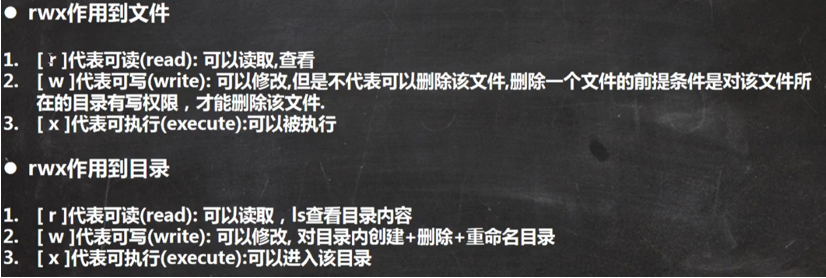 ● rwx作用到文件
1. [ r ]代表可读(read): 可以读取,查看
2. [ w ]代表可写(write): 可以修改,但是不代表可以删除该文件,删除一个文件的前提条件是对该文件所
在的目录有写权限，才能删除该文件.
3. [ x ]代表可执行(execute):可以被执行
● rwx作用到目录
1. [ r ]代表可读(read): 可以读取，ls查看目录内容
2. [ w ]代表可写(write): 可以修改, 对目录内创建+删除+重命名目录
3. [ x ]代表可执行(execute):可以进入该目录